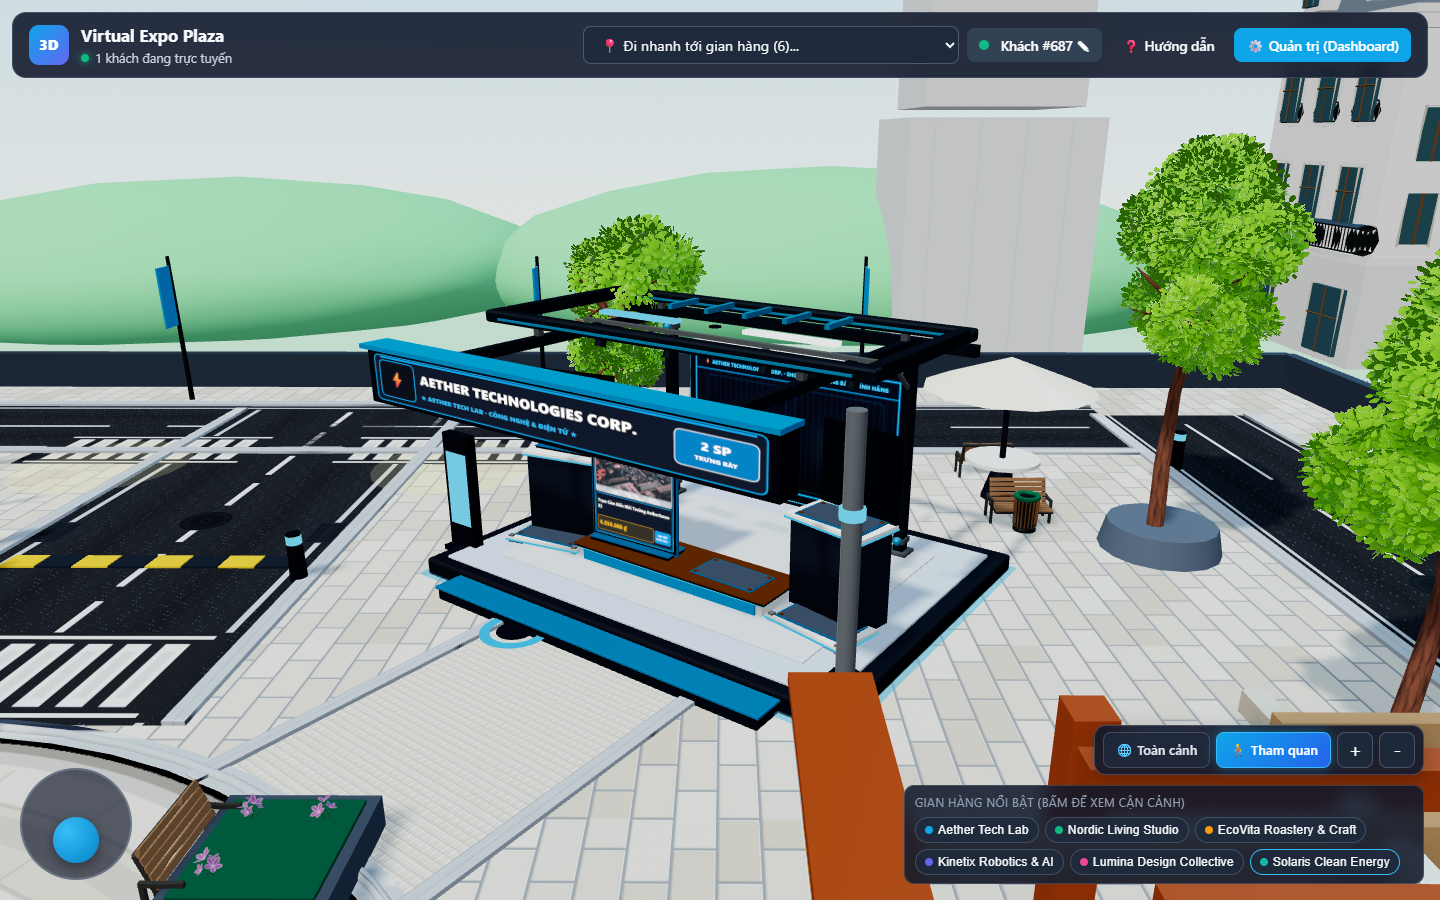 3D
Virtual Expo Plaza
1 khách đang trực tuyến
Đi nhanh tới gian hàng (6)...
Khách #687
Hướng dẫn
Quản trị (Dashboard)
AETHER TECHNOLOGIES CORP.
★ AETHER TECH LAB · CÔNG NGHỆ & ĐIỆN TỬ ★
2 SP
TRƯNG BÀY
AETHER TECHNOLOGI
Toàn cảnh
Tham quan
+
-
GIAN HÀNG NỔI BẬT (BẤM ĐỂ XEM CẬN CẢNH)
Aether Tech Lab
Nordic Living Studio
EcoVita Roastery & Craft
Kinetix Robotics & AI
Lumina Design Collective
Solaris Clean Energy